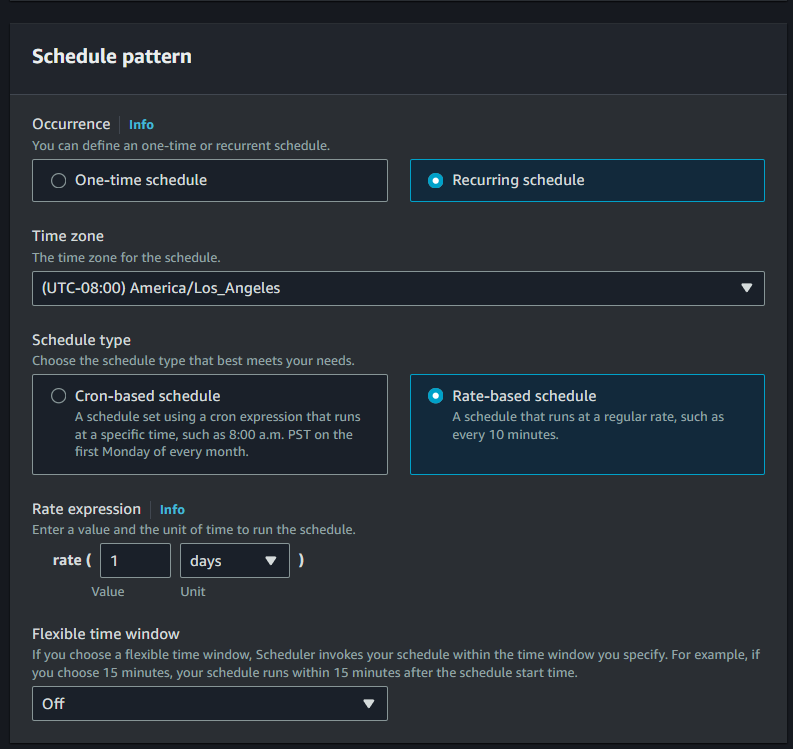 Schedule pattern
Occurrence Info
You can define an one-time or recurrent schedule.
One-time schedule
Recurring schedule
Time zone
The time zone for the schedule.
(UTC-08:00) America/Los_Angeles
Schedule type
Choose the schedule type that best meets your needs.
Cron-based schedule
A schedule set using a cron expression that runs
at a specific time, such as 8:00 a.m. PST on the
first Monday of every month.
Rate-based schedule
A schedule that runs at a regular rate, such as
every 10 minutes.
Rate expression Info
Enter a value and the unit of time to run the schedule.
rate ( 1 days )
Value Unit
Flexible time window
If you choose a flexible time window, Scheduler invokes your schedule within the time window you specify. For example, if
you choose 15 minutes, your schedule runs within 15 minutes after the schedule start time.
Off